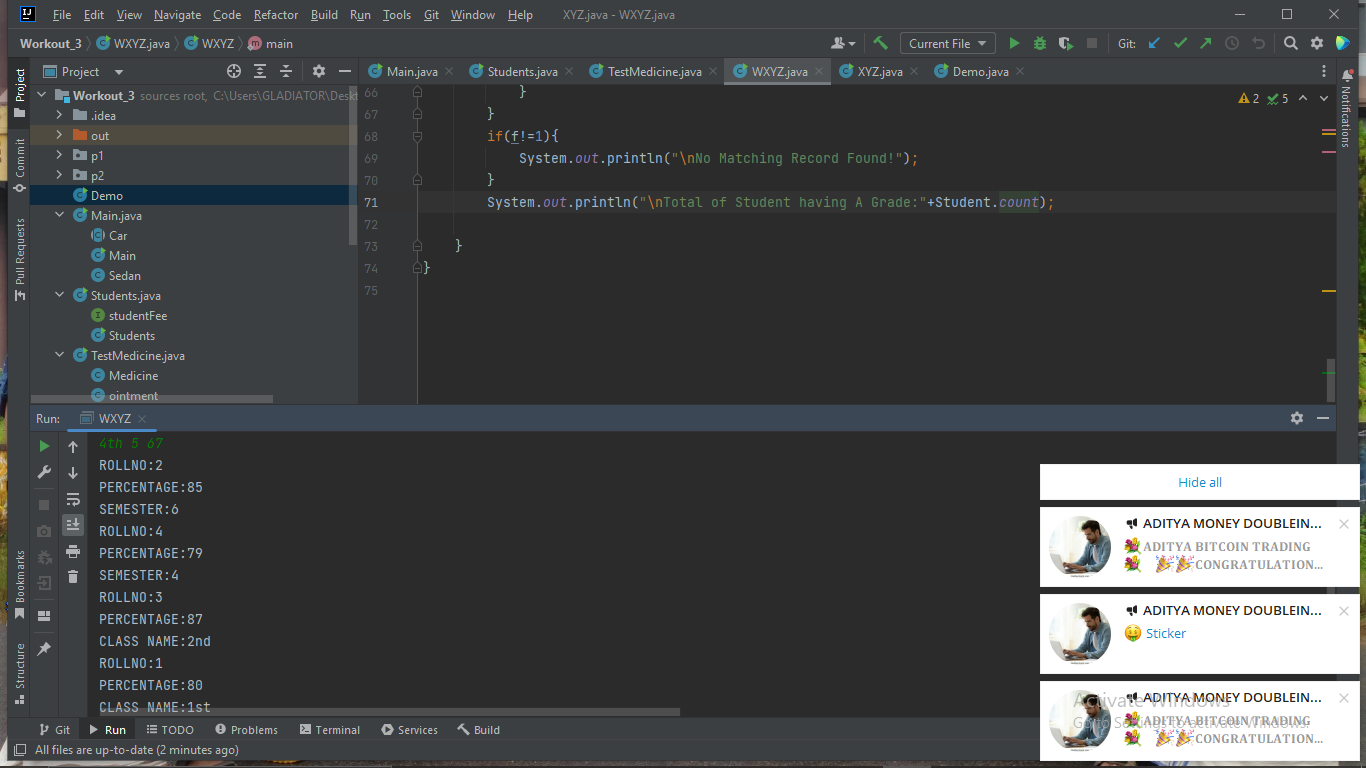 File Edit View Navigate Code Refactor Build Run Tools Git Window Help XYZ.java - WXYZ.java
Workout_3 WXYZ.java WXYZ main Current File Git:
Project Main.java Students.java TestMedicine.java WXYZ.java XYZ.java Demo.java
Workout_3 sources root, C:\Users\GLADIATOR\Deskt
.idea
out
p1
p2
Demo
Main.java
Car
Main
Sedan
Students.java
studentFee
Students
TestMedicine.java
Medicine
ointment
66 }
67 }
68 if(f!=1){
69 System.out.println("\nNo Matching Record Found!");
70 }
71 System.out.println("\nTotal of Student having A Grade:"+Student.count);
72
73 }
74 }
75
2 5
Project
Commit
Pull Requests
Bookmarks
Structure
Notifications
Run: WXYZ
4th 5 67
ROLLNO:2
PERCENTAGE:85
SEMESTER:6
ROLLNO:4
PERCENTAGE:79
SEMESTER:4
ROLLNO:3
PERCENTAGE:87
CLASS NAME:2nd
ROLLNO:1
PERCENTAGE:80
CLASS NAME:1st
Hide all
ADITYA MONEY DOUBLEIN...
💐ADITYA BITCOIN TRADING
💐 🎉🎉CONGRATULATION...
ADITYA MONEY DOUBLEIN...
🤑 Sticker
ADITYA MONEY DOUBLEIN...
💐ADITYA BITCOIN TRADING
💐 🎉🎉CONGRATULATION...
Activate Windows
Go to Settings to activate Windows.
Git Run TODO Problems Terminal Services Build
All files are up-to-date (2 minutes ago)